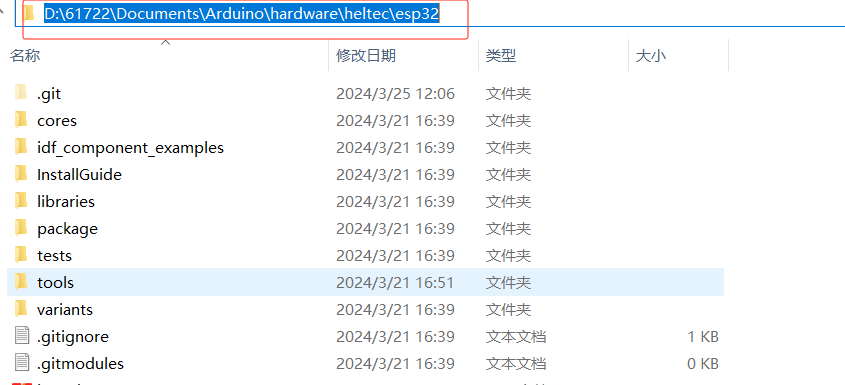 D:\61722\Documents\Arduino\hardware\heltec\esp32
名称 修改日期 类型 大小
.git 2024/3/25 12:06 文件夹
cores 2024/3/21 16:39 文件夹
idf_component_examples 2024/3/21 16:39 文件夹
InstallGuide 2024/3/21 16:39 文件夹
libraries 2024/3/21 16:39 文件夹
package 2024/3/21 16:39 文件夹
tests 2024/3/21 16:39 文件夹
tools 2024/3/21 16:51 文件夹
variants 2024/3/21 16:39 文件夹
.gitignore 2024/3/21 16:39 文本文档 1 KB
.gitmodules 2024/3/21 16:39 文本文档 0 KB